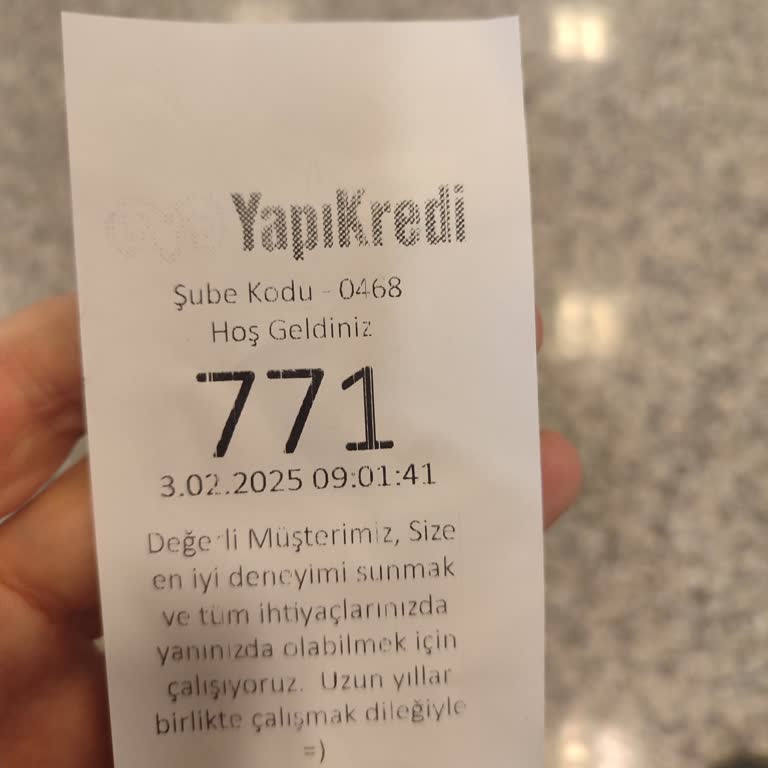 YapıKredi
Şube Kodu - 0468
Hoş Geldiniz
771
3.02.2025 09:01:41
Değerli Müşterimiz, Size
en iyi deneyimi sunmak
ve tüm ihtiyaçlarınızda
yanınızda olabilmek için
çalışıyoruz. Uzun yıllar
birlikte çalışmak dileğiyle
=)